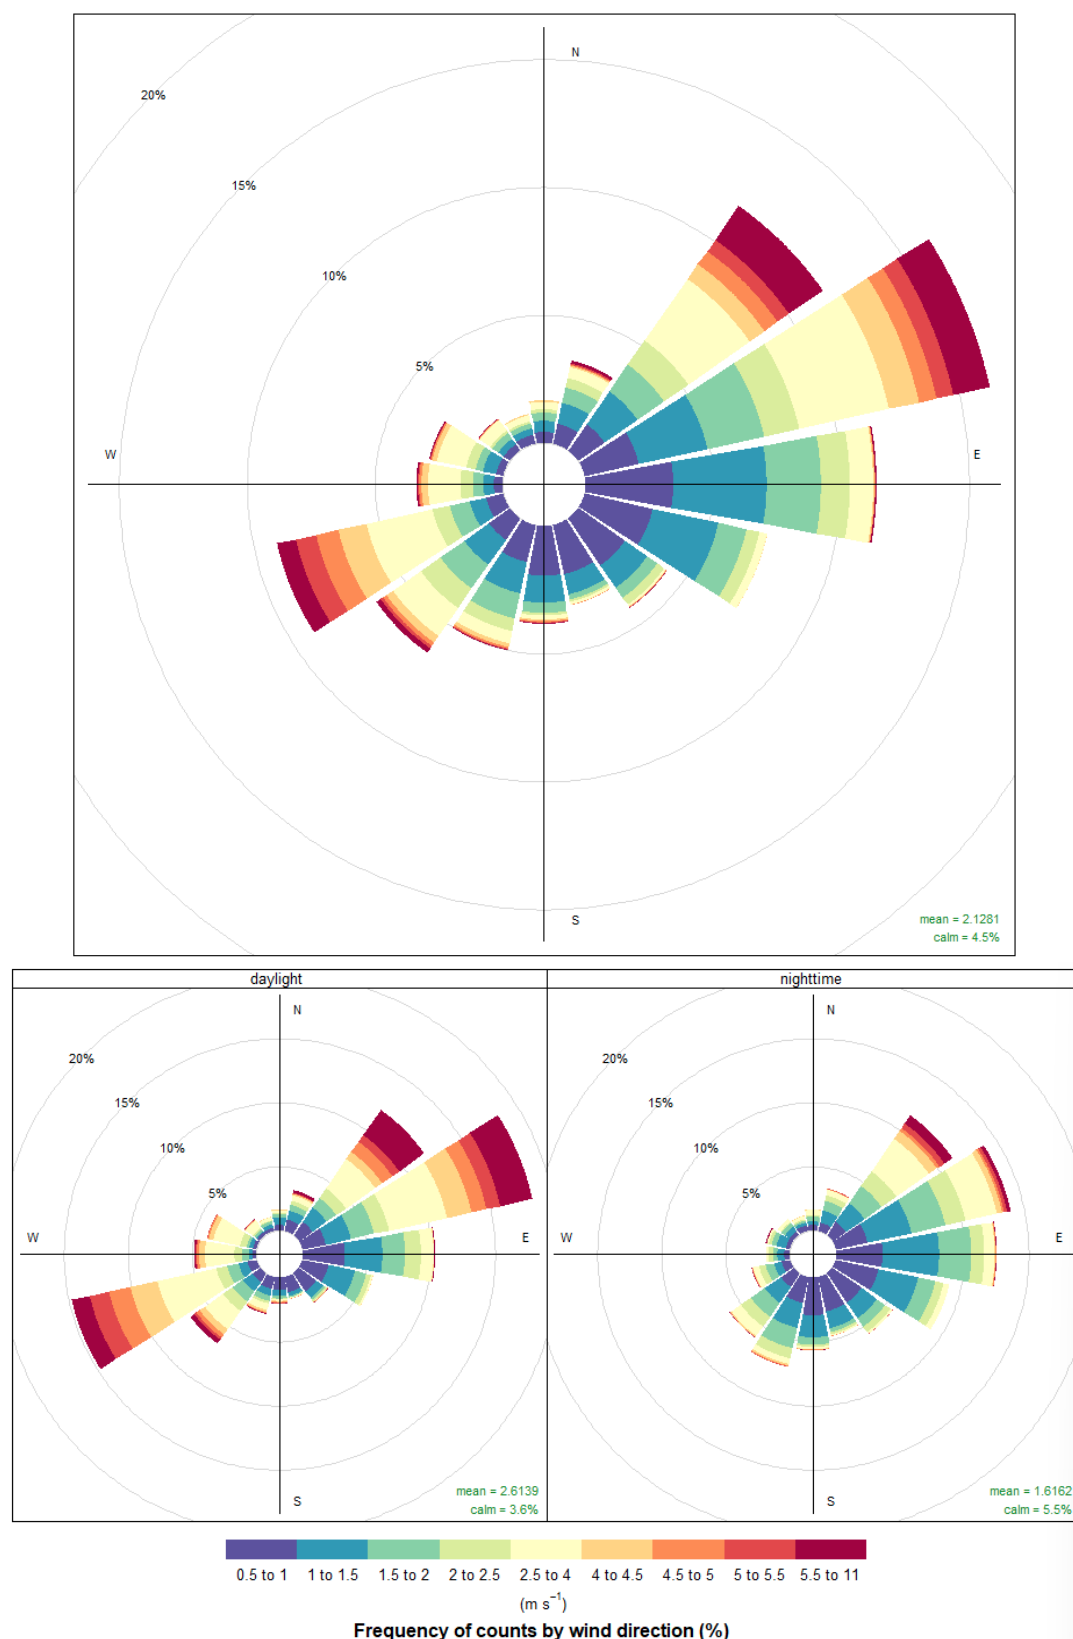 N
20%
15%
10%
5%
W
E
S
mean = 2.1281
calm = 4.5%
daylight
nighttime
N
20%
15%
10%
5%
W
E
S
mean = 2.6139
calm = 3.6%
N
20%
15%
10%
5%
W
E
S
mean = 1.6162
calm = 5.5%
0.5 to 1 1 to 1.5 1.5 to 2 2 to 2.5 2.5 to 4 4 to 4.5 4.5 to 5 5 to 5.5 5.5 to 11
(m s⁻¹)
Frequency of counts by wind direction (%)